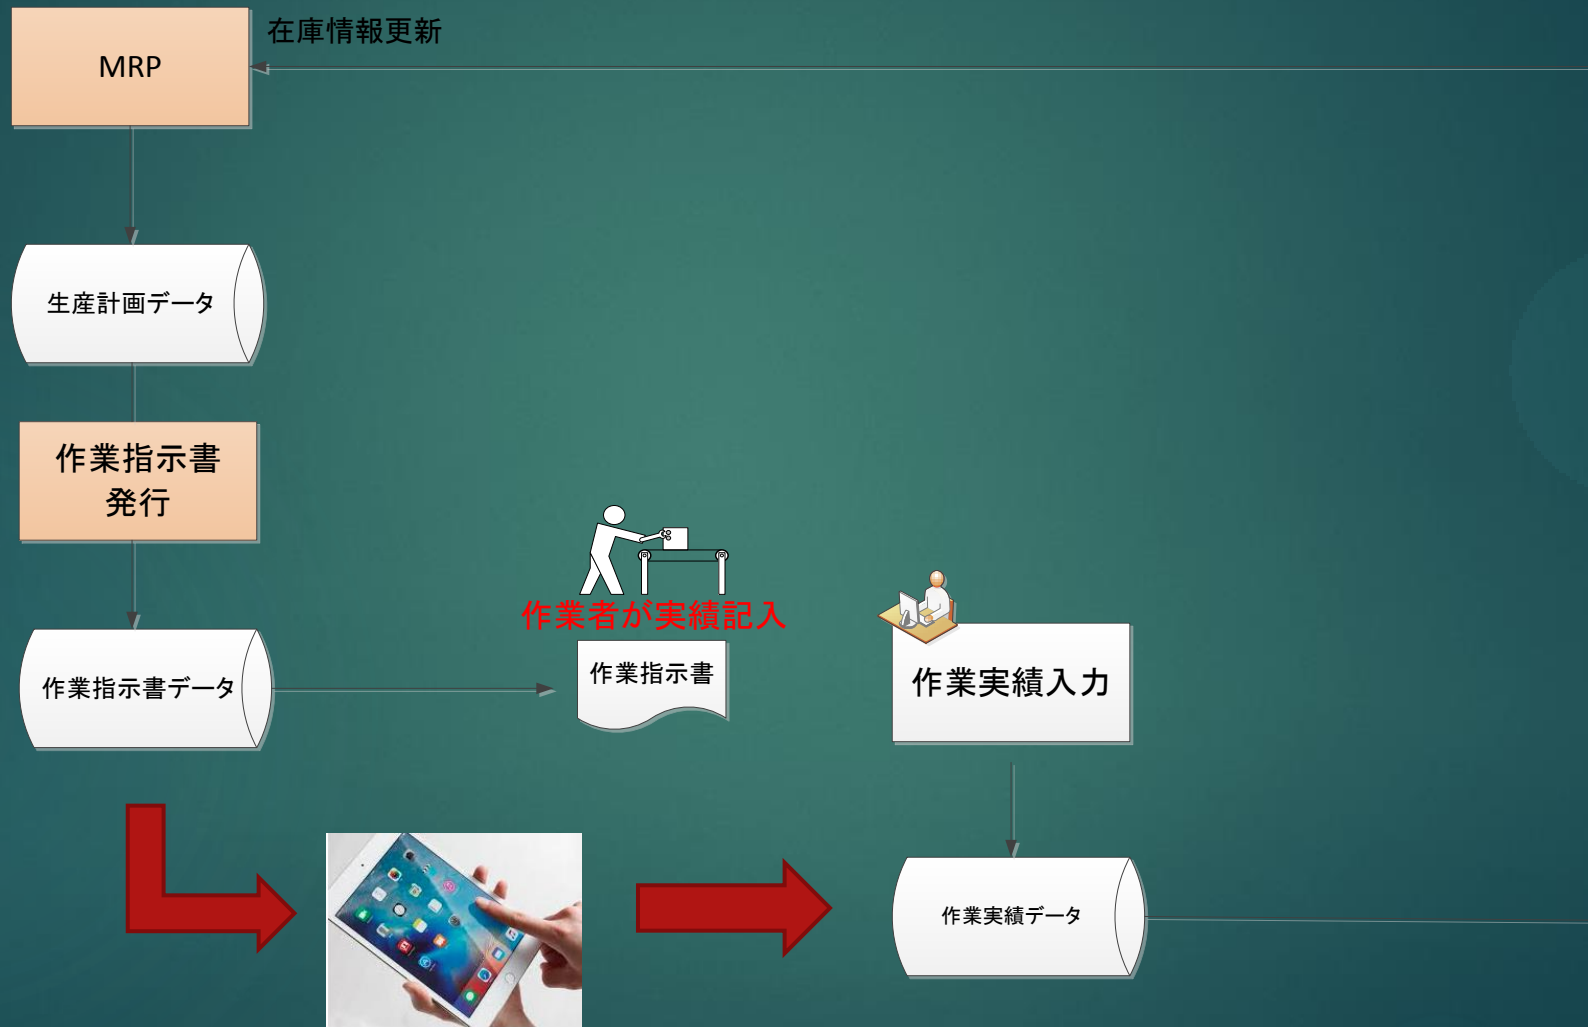 在庫情報更新
MRP
生産計画データ
作業指示書
発行
作業者が実績記入
作業指示書データ
作業指示書
作業実績入力
作業実績データ